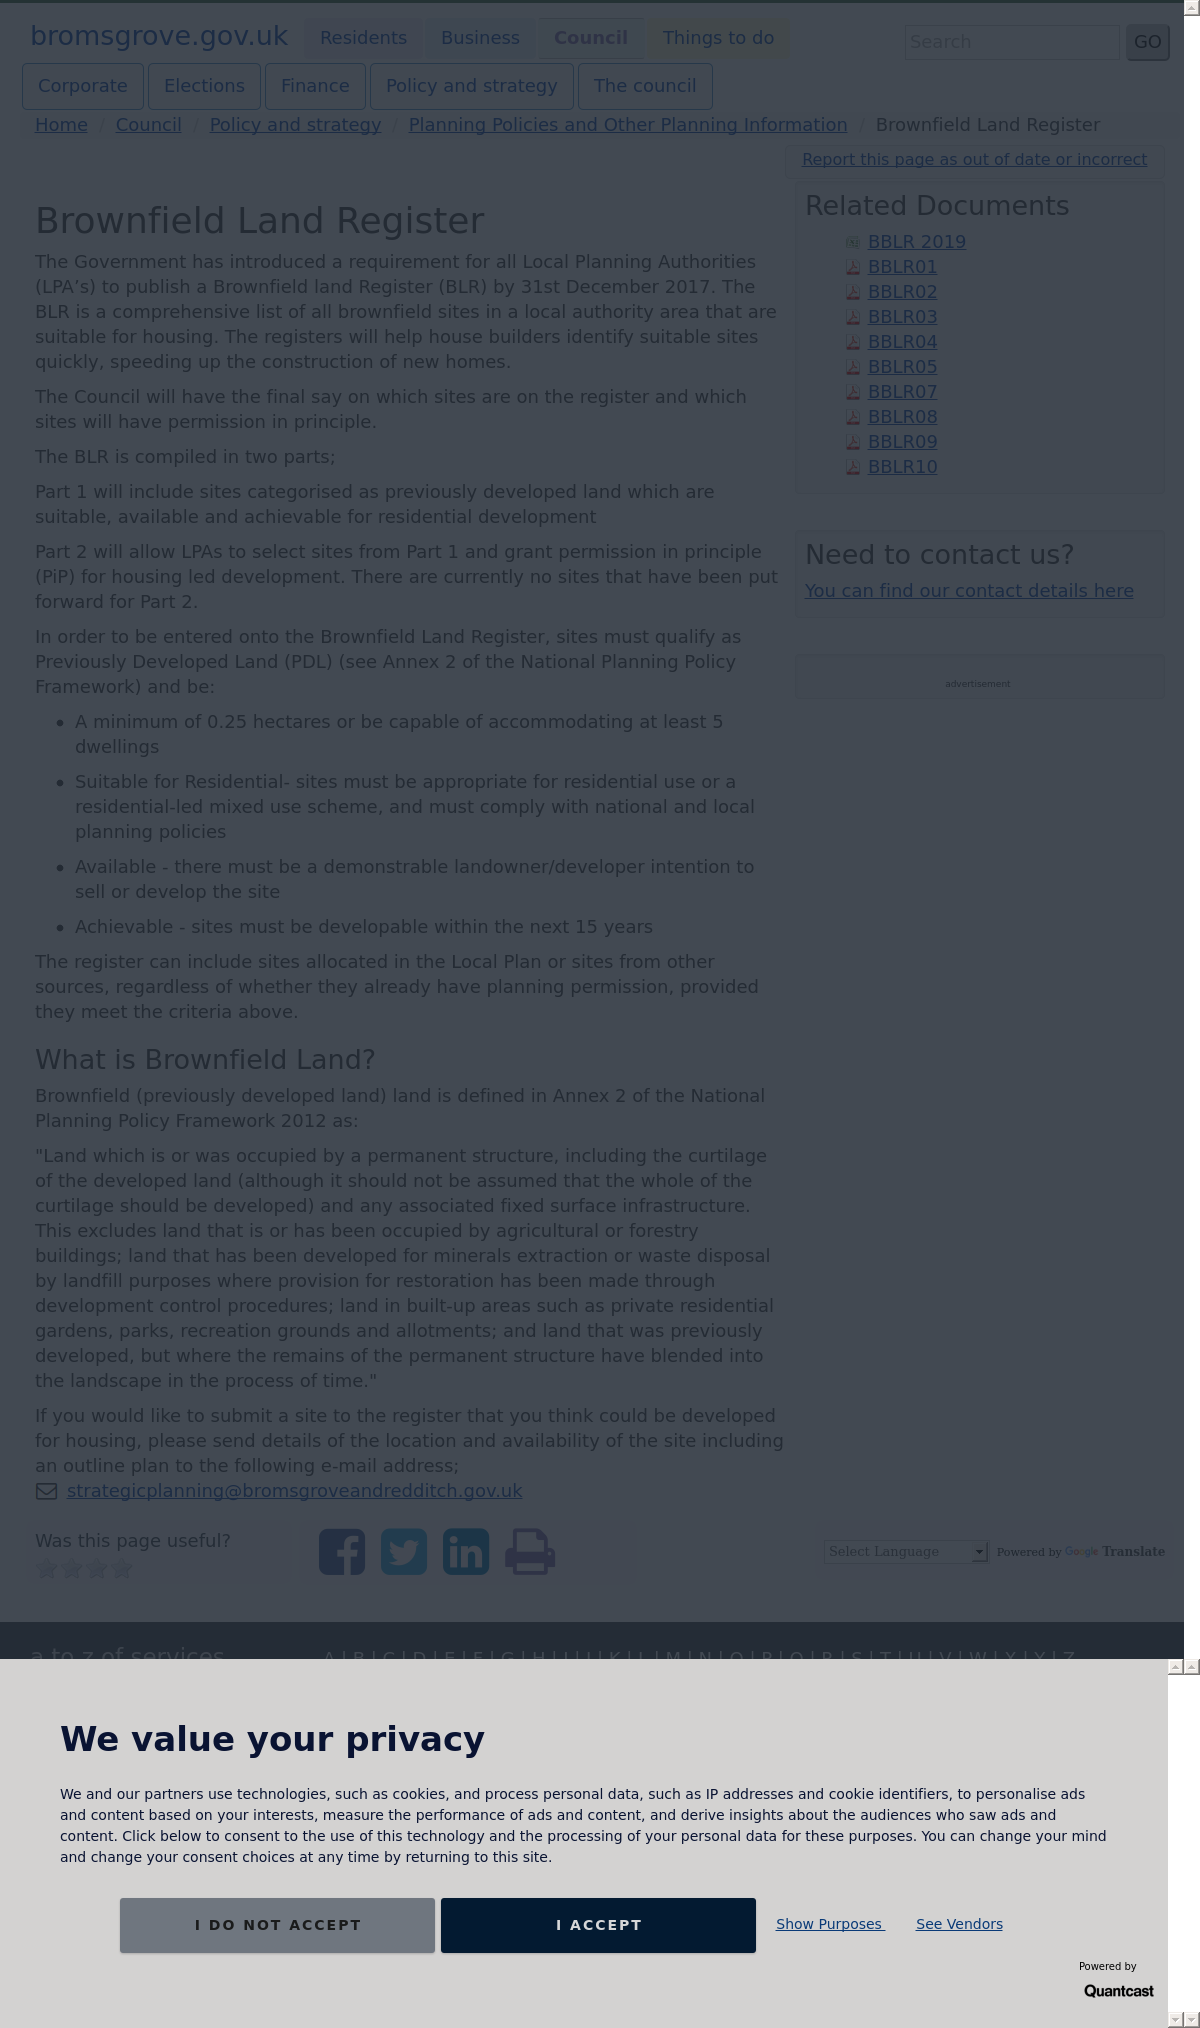 bromsgrove.gov.uk Residents Business Council Things to do Search GO
Corporate Elections Finance Policy and strategy The council
Home / Council / Policy and strategy / Planning Policies and Other Planning Information / Brownfield Land Register
Report this page as out of date or incorrect
Brownfield Land Register
The Government has introduced a requirement for all Local Planning Authorities
(LPA’s) to publish a Brownfield land Register (BLR) by 31st December 2017. The
BLR is a comprehensive list of all brownfield sites in a local authority area that are
suitable for housing. The registers will help house builders identify suitable sites
quickly, speeding up the construction of new homes.
The Council will have the final say on which sites are on the register and which
sites will have permission in principle.
The BLR is compiled in two parts;
Part 1 will include sites categorised as previously developed land which are
suitable, available and achievable for residential development
Part 2 will allow LPAs to select sites from Part 1 and grant permission in principle
(PiP) for housing led development. There are currently no sites that have been put
forward for Part 2.
In order to be entered onto the Brownfield Land Register, sites must qualify as
Previously Developed Land (PDL) (see Annex 2 of the National Planning Policy
Framework) and be:
• A minimum of 0.25 hectares or be capable of accommodating at least 5
dwellings
• Suitable for Residential- sites must be appropriate for residential use or a
residential-led mixed use scheme, and must comply with national and local
planning policies
• Available - there must be a demonstrable landowner/developer intention to
sell or develop the site
• Achievable - sites must be developable within the next 15 years
The register can include sites allocated in the Local Plan or sites from other
sources, regardless of whether they already have planning permission, provided
they meet the criteria above.
What is Brownfield Land?
Brownfield (previously developed land) land is defined in Annex 2 of the National
Planning Policy Framework 2012 as:
"Land which is or was occupied by a permanent structure, including the curtilage
of the developed land (although it should not be assumed that the whole of the
curtilage should be developed) and any associated fixed surface infrastructure.
This excludes land that is or has been occupied by agricultural or forestry
buildings; land that has been developed for minerals extraction or waste disposal
by landfill purposes where provision for restoration has been made through
development control procedures; land in built-up areas such as private residential
gardens, parks, recreation grounds and allotments; and land that was previously
developed, but where the remains of the permanent structure have blended into
the landscape in the process of time."
If you would like to submit a site to the register that you think could be developed
for housing, please send details of the location and availability of the site including
an outline plan to the following e-mail address;
strategicplanning@bromsgroveandredditch.gov.uk
Related Documents
BBLR 2019
BBLR01
BBLR02
BBLR03
BBLR04
BBLR05
BBLR07
BBLR08
BBLR09
BBLR10
Need to contact us?
You can find our contact details here
advertisement
Was this page useful?
Select Language Powered by Google Translate
a to z of services A | B | C | D | E | F | G | H | I | J | K | L | M | N | O | P | Q | R | S | T | U | V | W | X | Y | Z
We value your privacy
We and our partners use technologies, such as cookies, and process personal data, such as IP addresses and cookie identifiers, to personalise ads
and content based on your interests, measure the performance of ads and content, and derive insights about the audiences who saw ads and
content. Click below to consent to the use of this technology and the processing of your personal data for these purposes. You can change your mind
and change your consent choices at any time by returning to this site.
I DO NOT ACCEPT I ACCEPT Show Purposes See Vendors
Powered by
Quantcast